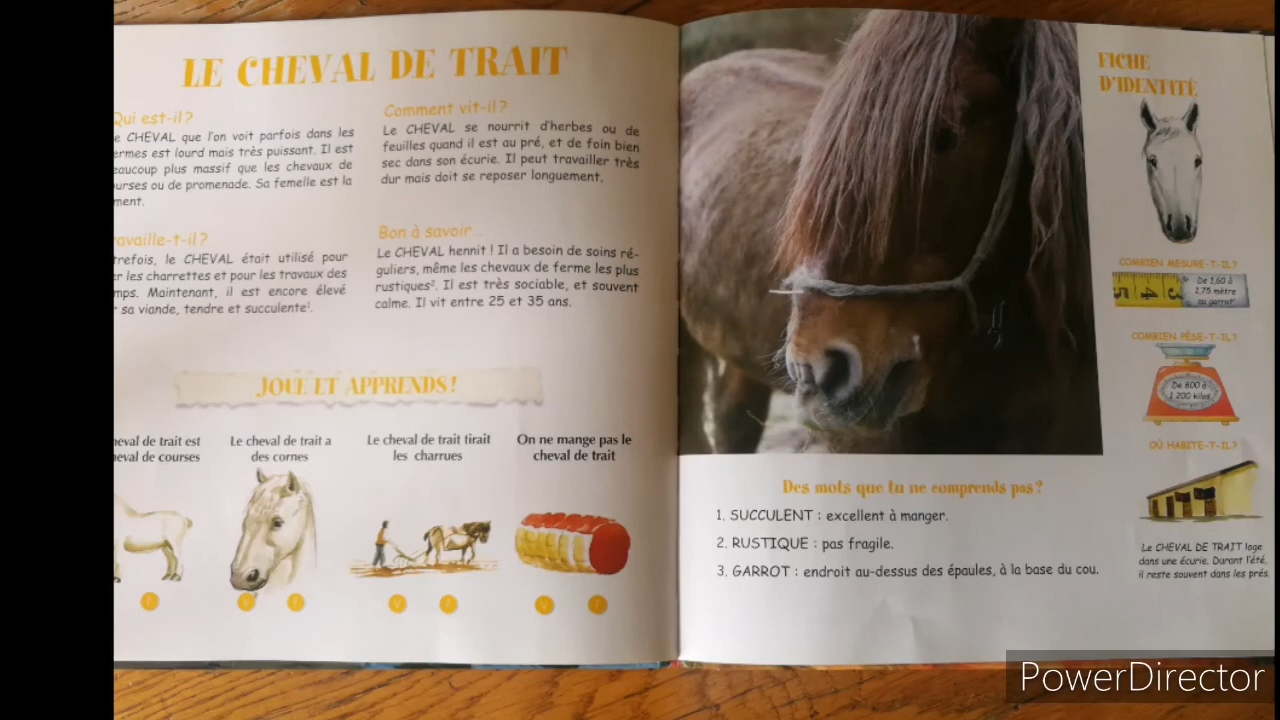 LE CHEVAL DE TRAIT
Qui est-il?
e CHEVAL que l'on voit parfois dans les
ermes est lourd mais très puissant. Il est
eaucoup plus massif que les chevaux de
urses ou de promenade. Sa femelle est la
ment.
availle-t-il?
trefois, le CHEVAL était utilisé pour
er les charrettes et pour les travaux des
mps. Maintenant, il est encore élevé
r sa viande, tendre et succulente¹.
Comment vit-il?
Le CHEVAL se nourrit d'herbes ou de
feuilles quand il est au pré, et de foin bien
sec dans son écurie. Il peut travailler très
dur mais doit se reposer longuement.
Bon à savoir...
Le CHEVAL hennit ! Il a besoin de soins ré-
guliers, même les chevaux de ferme les plus
rustiques². Il est très sociable, et souvent
calme. Il vit entre 25 et 35 ans.
JOUE ET APPRENDS!
heval de trait est
heval de courses
F
Le cheval de trait a
des cornes
V F
Le cheval de trait tirait
les charrues
V F
On ne mange pas le
cheval de trait
V F
Des mots que tu ne comprends pas?
1. SUCCULENT : excellent à manger.
2. RUSTIQUE : pas fragile.
3. GARROT : endroit au-dessus des épaules, à la base du cou.
FICHE
D'IDENTITÉ
COMBIEN MESURE-T-IL?
De 1,60 à
1,75 mètre
au garrot³
COMBIEN PÈSE-T-IL?
De 800 à
1 200 kilos
OÙ HABITE-T-IL?
Le CHEVAL DE TRAIT loge
dans une écurie. Durant l'été,
il reste souvent dans les prés.
PowerDirector